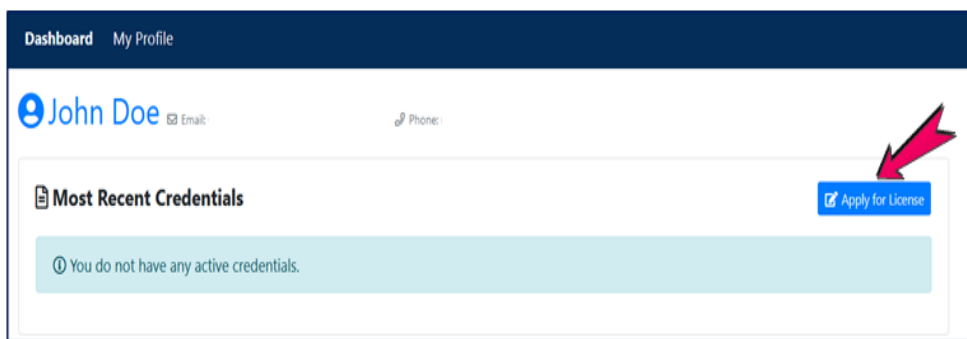 Dashboard My Profile
John Doe Email: Phone:
Most Recent Credentials
Apply for License
You do not have any active credentials.